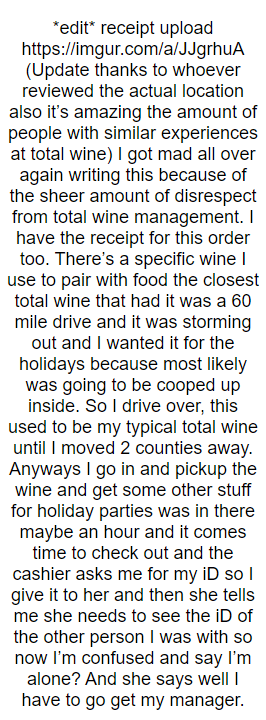 *edit* receipt upload
https://imgur.com/a/JJgrhuA
(Update thanks to whoever
reviewed the actual location
also it’s amazing the amount of
people with similar experiences
at total wine) I got mad all over
again writing this because of
the sheer amount of disrespect
from total wine management. I
have the receipt for this order
too. There’s a specific wine I
use to pair with food the closest
total wine that had it was a 60
mile drive and it was storming
out and I wanted it for the
holidays because most likely
was going to be cooped up
inside. So I drive over, this
used to be my typical total wine
until I moved 2 counties away.
Anyways I go in and pickup the
wine and get some other stuff
for holiday parties was in there
maybe an hour and it comes
time to check out and the
cashier asks me for my iD so I
give it to her and then she tells
me she needs to see the iD of
the other person I was with so
now I’m confused and say I’m
alone? And she says well I
have to go get my manager.